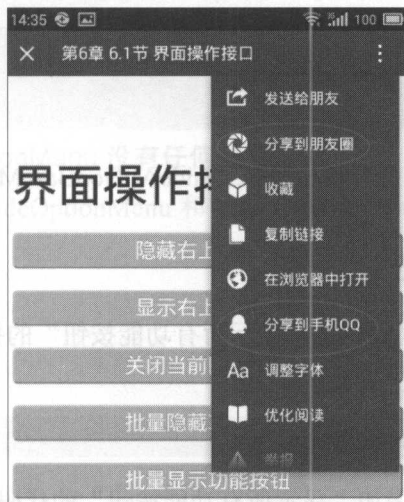 14:35 100
第6章 6.1节 界面操作接口
发送给朋友
分享到朋友圈
收藏
复制链接
在浏览器中打开
分享到手机QQ
Aa 调整字体
优化阅读
举报
界面操作接
隐藏右上
显示右上
关闭当前
批量隐藏
批量显示功能按钮